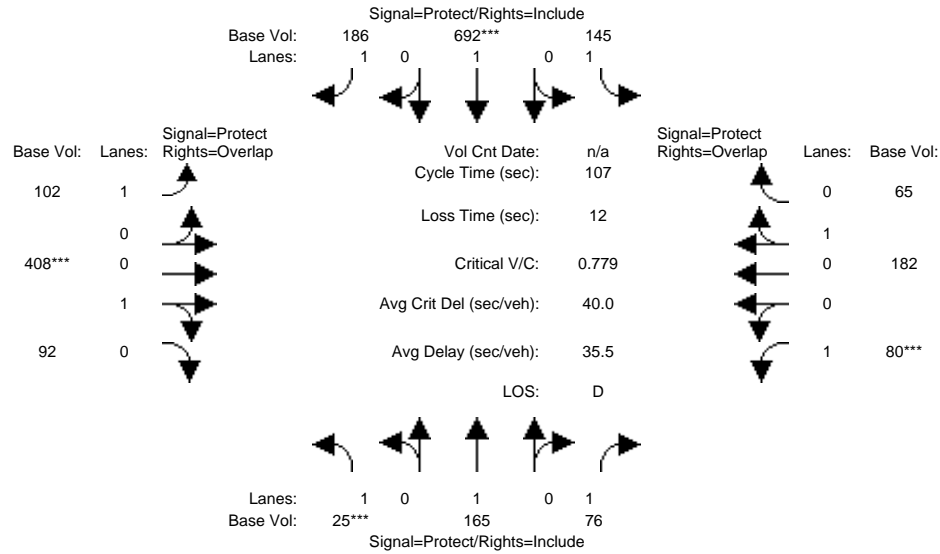 Signal=Protect/Rights=Include
Base Vol: 186 692*** 145
Lanes: 1 0 1 0 1
Signal=Protect
Base Vol: Lanes: Rights=Overlap
Vol Cnt Date: n/a
Signal=Protect
Rights=Overlap Lanes: Base Vol:
Cycle Time (sec): 107
102 1
0 65
Loss Time (sec): 12
0
1
408*** 0
Critical V/C: 0.779
0 182
1
Avg Crit Del (sec/veh): 40.0
0
92 0
Avg Delay (sec/veh): 35.5
1 80***
LOS: D
Lanes: 1 0 1 0 1
Base Vol: 25*** 165 76
Signal=Protect/Rights=Include